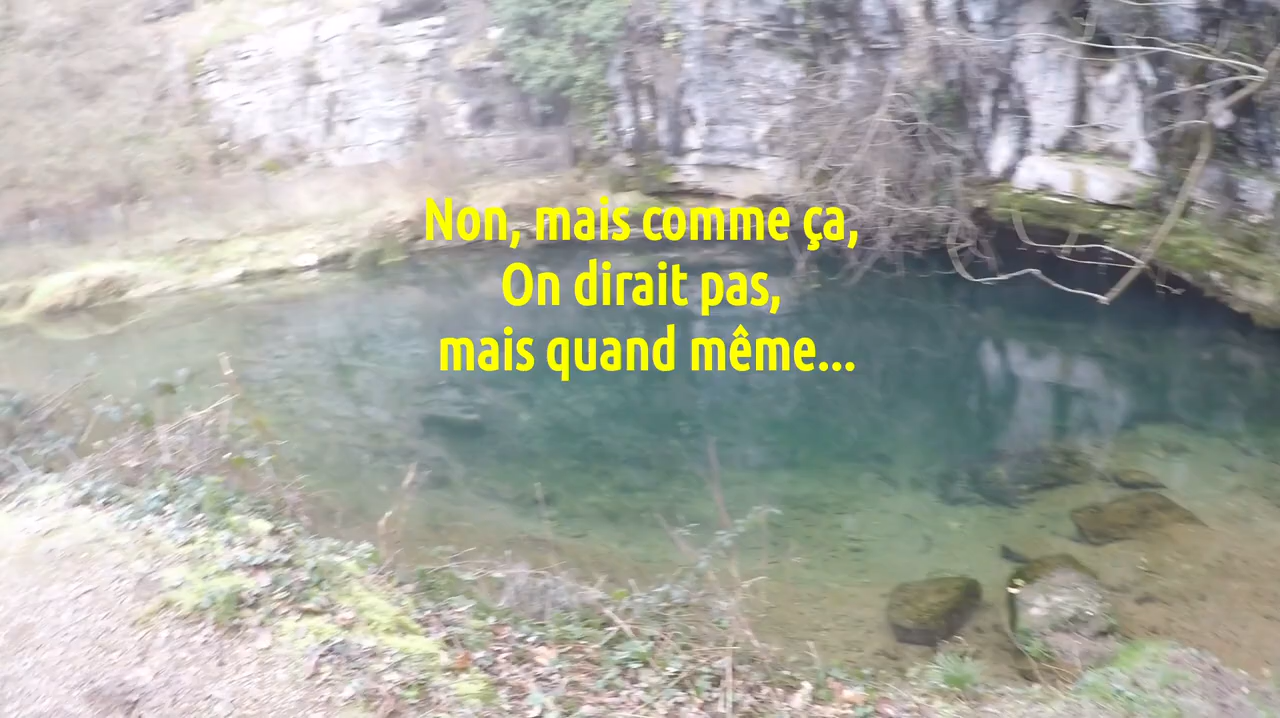 Non, mais comme ça,
On dirait pas,
mais quand même...